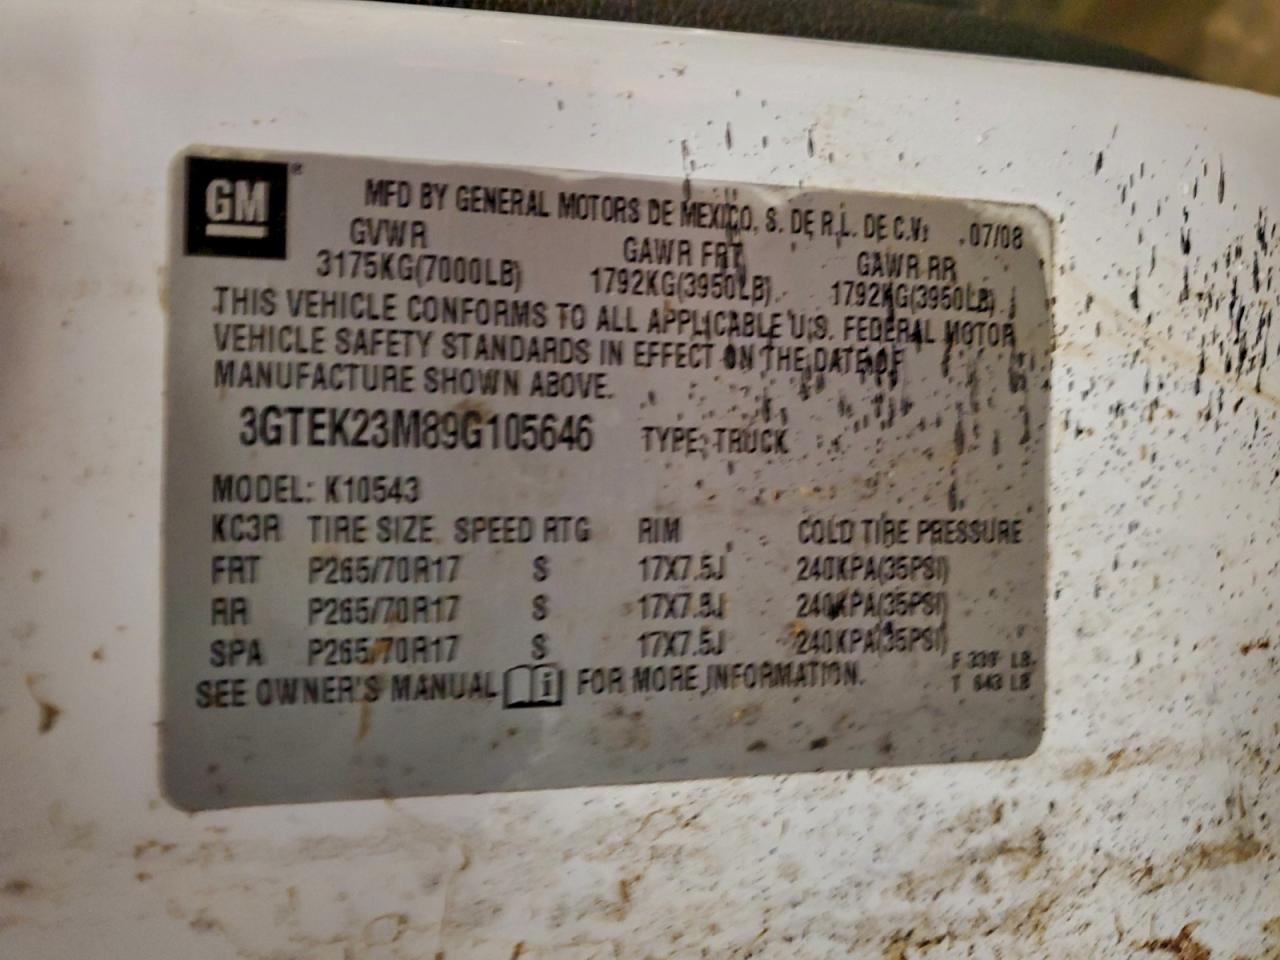 GM®
MFD BY GENERAL MOTORS DE MEXICO, S. DE R.L. DE C.V. 07/08
GVWR GAWR FRT GAWR RR
3175KG(7000LB) 1792KG(3950LB) 1792KG(3950LB)
THIS VEHICLE CONFORMS TO ALL APPLICABLE U.S. FEDERAL MOTOR
VEHICLE SAFETY STANDARDS IN EFFECT ON THE DATE OF
MANUFACTURE SHOWN ABOVE.
3GTEK23M89G105646 TYPE: TRUCK
MODEL: K10543
KC3R TIRE SIZE SPEED RTG RIM COLD TIRE PRESSURE
FRT P265/70R17 S 17X7.5J 240KPA(35PSI)
RR P265/70R17 S 17X7.5J 240KPA(35PSI)
SPA P265/70R17 S 17X7.5J 240KPA(35PSI)
SEE OWNER'S MANUAL i FOR MORE INFORMATION.
F 339 LB
T 643 LB